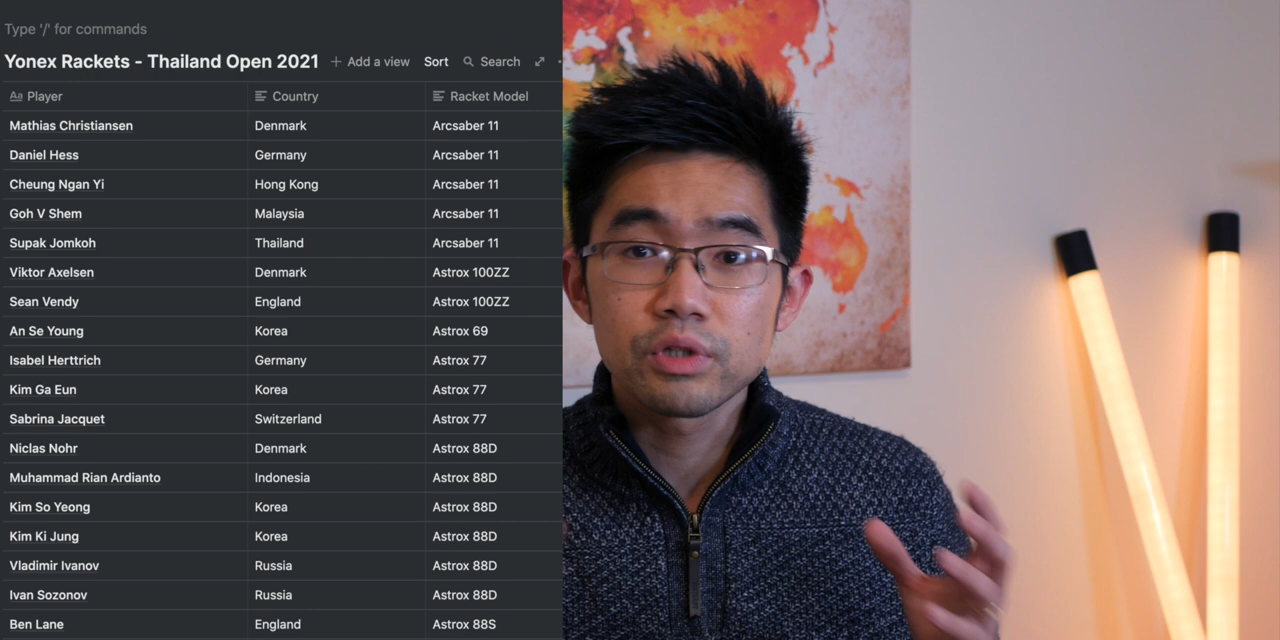 Type '/' for commands
Yonex Rackets - Thailand Open 2021 + Add a view Sort Search
Aa Player Country Racket Model
Mathias Christiansen Denmark Arcsaber 11
Daniel Hess Germany Arcsaber 11
Cheung Ngan Yi Hong Kong Arcsaber 11
Goh V Shem Malaysia Arcsaber 11
Supak Jomkoh Thailand Arcsaber 11
Viktor Axelsen Denmark Astrox 100ZZ
Sean Vendy England Astrox 100ZZ
An Se Young Korea Astrox 69
Isabel Herttrich Germany Astrox 77
Kim Ga Eun Korea Astrox 77
Sabrina Jacquet Switzerland Astrox 77
Niclas Nohr Denmark Astrox 88D
Muhammad Rian Ardianto Indonesia Astrox 88D
Kim So Yeong Korea Astrox 88D
Kim Ki Jung Korea Astrox 88D
Vladimir Ivanov Russia Astrox 88D
Ivan Sozonov Russia Astrox 88D
Ben Lane England Astrox 88S